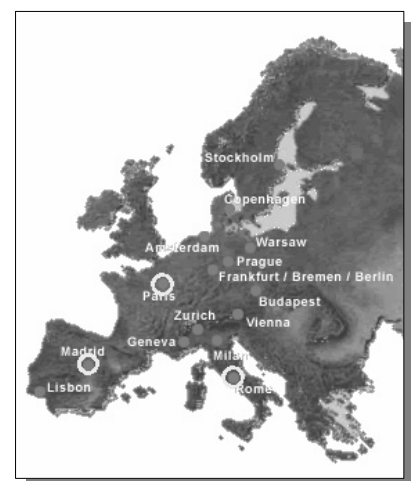 Stockholm
Copenhagen
Amsterdam
Warsaw
Prague
Frankfurt / Bremen / Berlin
Paris
Budapest
Zurich
Vienna
Geneva
Milan
Madrid
Lisbon
Rome